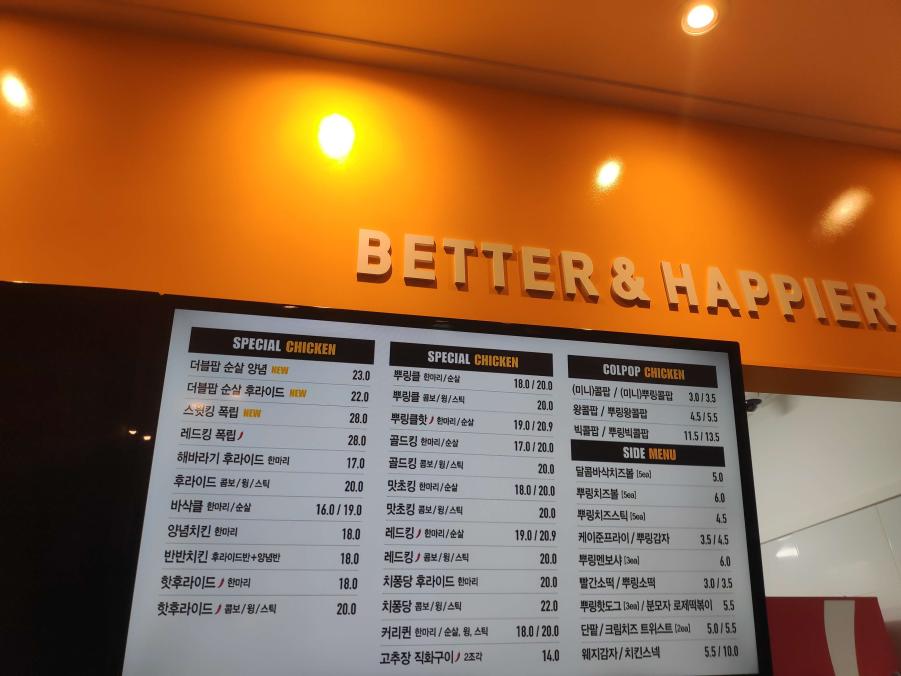 BETTER & HAPPIER
SPECIAL CHICKEN
더블팝 순살 양념 NEW 23.0
더블팝 순살 후라이드 NEW 22.0
스윗킹 폭립 NEW 28.0
레드킹 폭립 28.0
해바라기 후라이드 한마리 17.0
후라이드 콤보/윙/스틱 20.0
바삭클 한마리/순살 16.0 / 19.0
양념치킨 한마리 18.0
반반치킨 후라이드반+양념반 18.0
핫후라이드 한마리 18.0
핫후라이드 콤보/윙/스틱 20.0
SPECIAL CHICKEN
뿌링클 한마리/순살 18.0 / 20.0
뿌링클 콤보/윙/스틱 20.0
뿌링클핫 한마리/순살 19.0 / 20.9
골드킹 한마리/순살 17.0 / 20.0
골드킹 콤보/윙/스틱 20.0
맛초킹 한마리/순살 18.0 / 20.0
맛초킹 콤보/윙/스틱 20.0
레드킹 한마리/순살 19.0 / 20.9
레드킹 콤보/윙/스틱 20.0
치퐁당 후라이드 한마리 20.0
치퐁당 콤보/윙/스틱 22.0
커리퀸 한마리 / 순살, 윙, 스틱 18.0 / 20.0
고추장 직화구이 2조각 14.0
COLPOP CHICKEN
(미니)콜팝 / (미니)뿌링콜팝 3.0 / 3.5
왕콜팝 / 뿌링왕콜팝 4.5 / 5.5
빅콜팝 / 뿌링빅콜팝 11.5 / 13.5
SIDE MENU
달콤바삭치즈볼 [5ea] 5.0
뿌링치즈볼 [5ea] 6.0
뿌링치즈스틱 [5ea] 4.5
케이준프라이 / 뿌링감자 3.5 / 4.5
뿌링멘보샤 [3ea] 6.0
빨간소떡 / 뿌링소떡 3.0 / 3.5
뿌링핫도그 [3ea] / 분모자 로제떡볶이 5.5
단팥 / 크림치즈 트위스트 [2ea] 5.0 / 5.5
웨지감자 / 치킨스넥 5.5 / 10.0